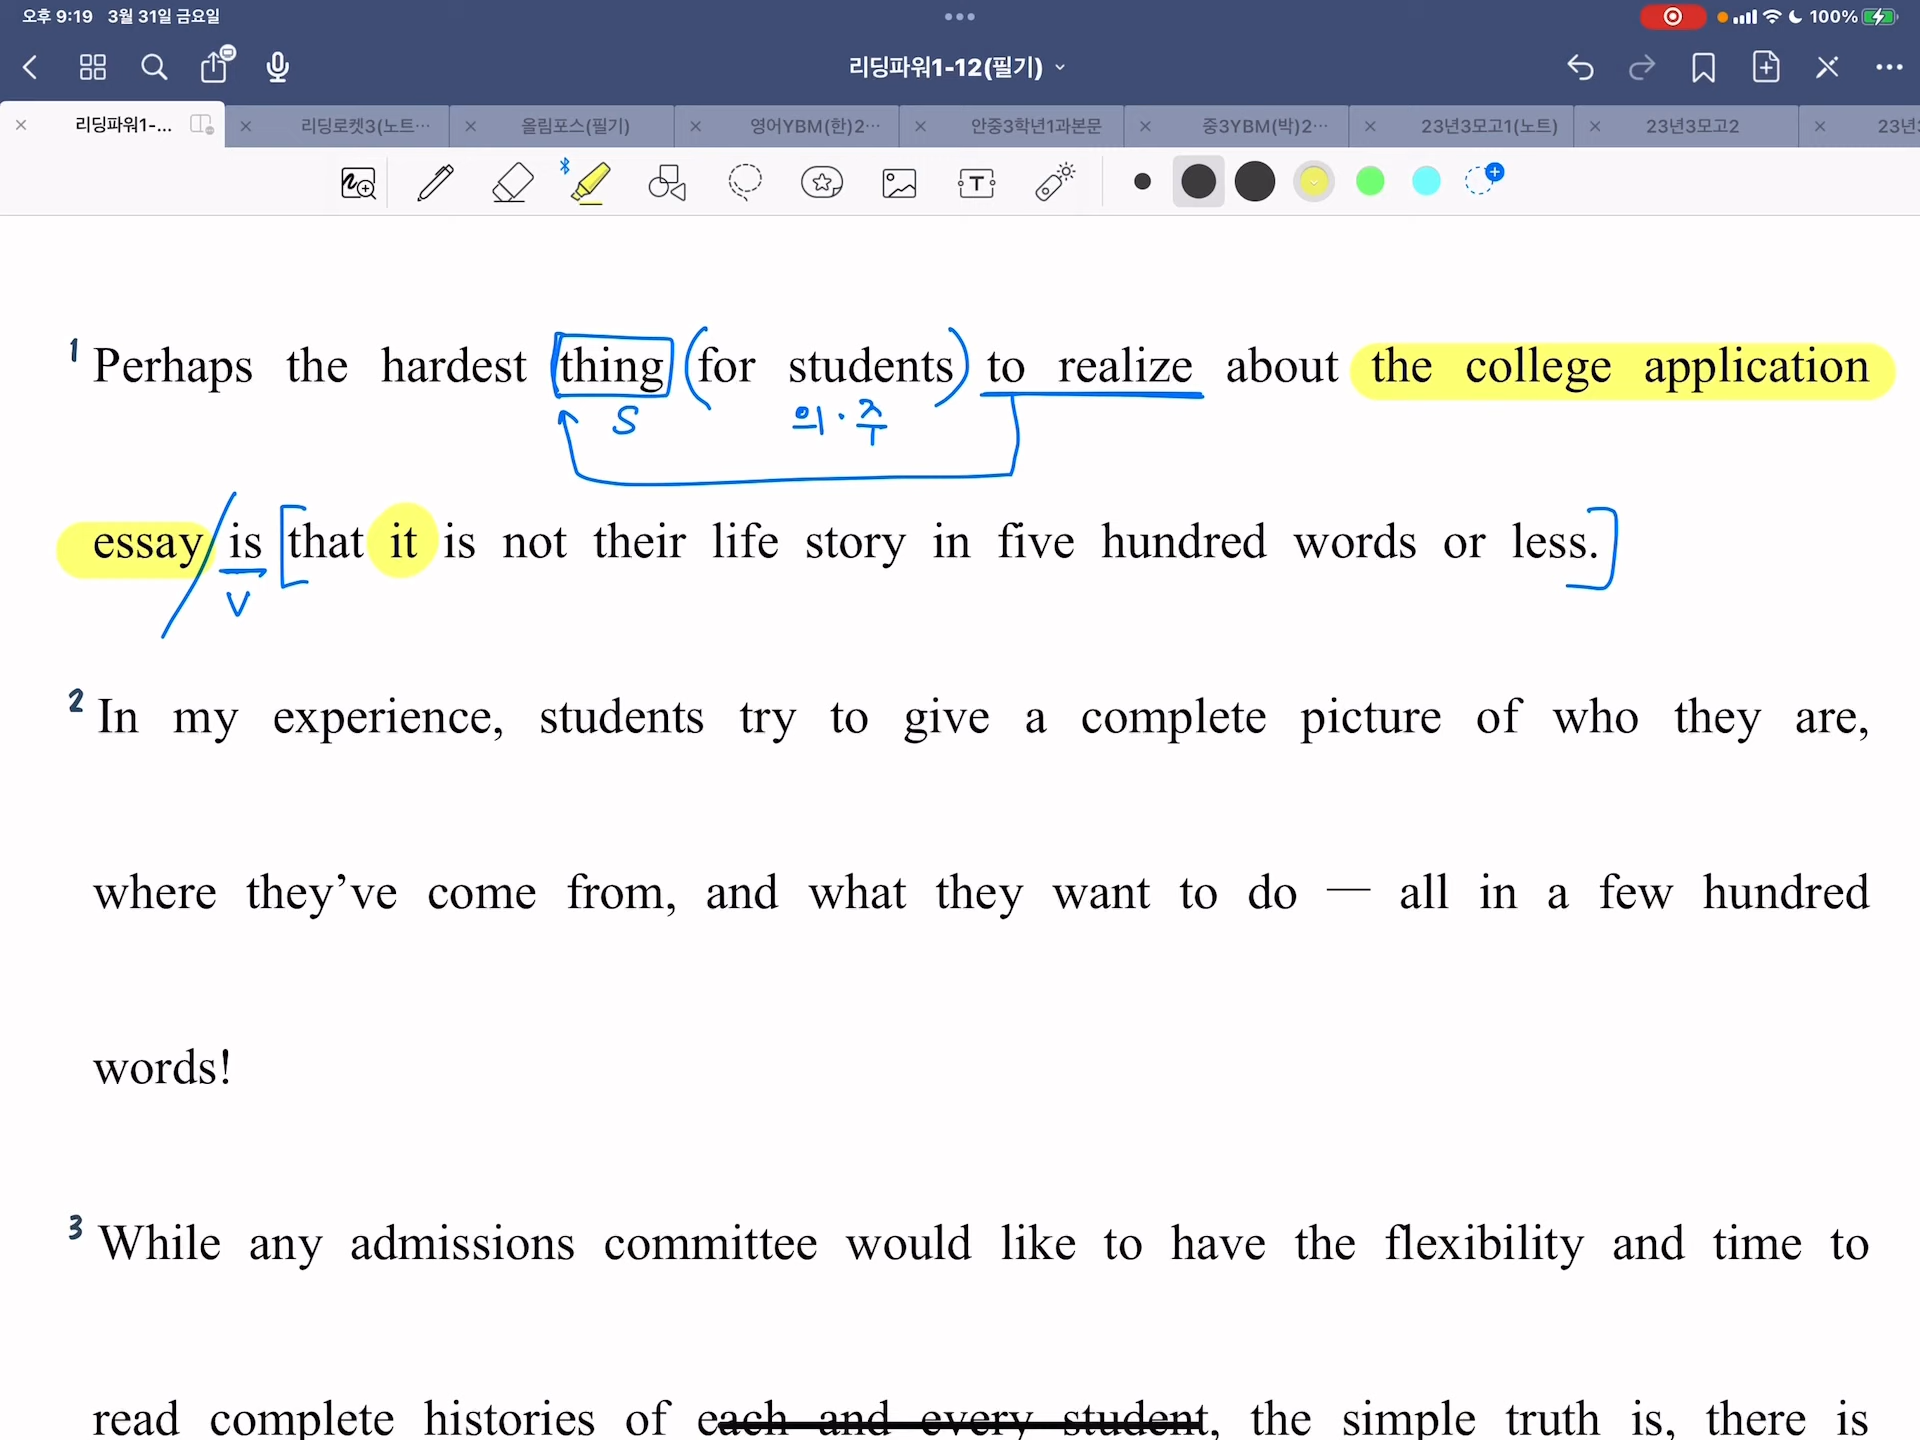 오후 9:19 3월 31일 금요일
100%
리딩파워1-12(필기)
리딩파워1-...
리딩로켓3(노트…
올림포스(필기)
영어YBM(한)2…
안중3학년1과본문
중3YBM(박)2…
23년3모고1(노트)
23년3모고2
23년
1 Perhaps the hardest thing (for students) to realize about the college application
S 의·주
essay / is [that it is not their life story in five hundred words or less.]
V
2 In my experience, students try to give a complete picture of who they are,
where they’ve come from, and what they want to do — all in a few hundred
words!
3 While any admissions committee would like to have the flexibility and time to
read complete histories of each and every student, the simple truth is, there is